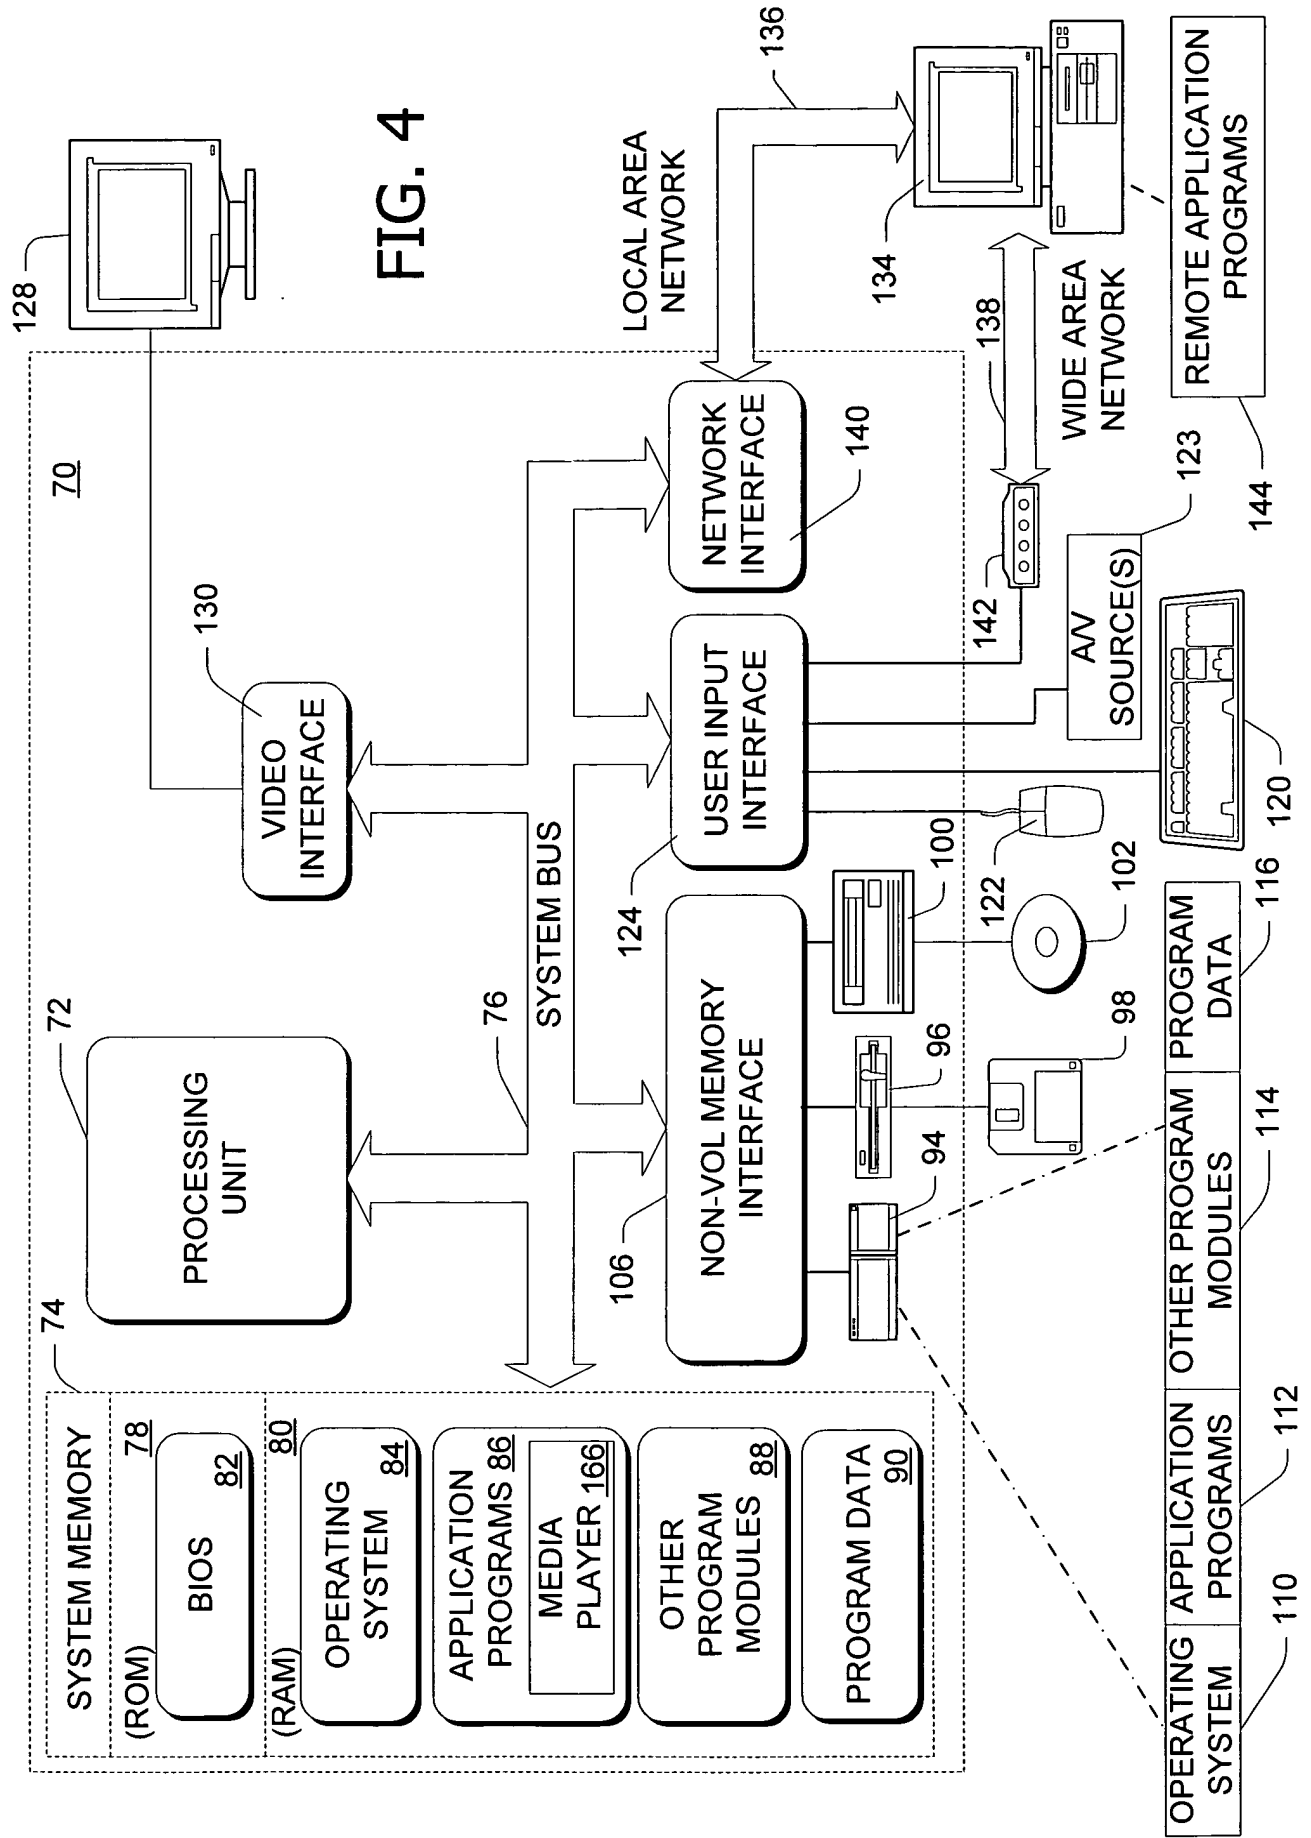 FIG. 4
70
128
SYSTEM MEMORY
74
(ROM) 78
BIOS
82
(RAM) 80
OPERATING
SYSTEM 84
APPLICATION
PROGRAMS 86
MEDIA
PLAYER 166
OTHER
PROGRAM
MODULES 88
PROGRAM DATA
90
72
PROCESSING
UNIT
130
VIDEO
INTERFACE
76
SYSTEM BUS
106
NON-VOL MEMORY
INTERFACE
124
USER INPUT
INTERFACE
NETWORK
INTERFACE
140
LOCAL AREA
NETWORK
136
134
138
WIDE AREA
NETWORK
142
A/V
SOURCE(S)
123
94
96
98
100
102
122
120
REMOTE APPLICATION
PROGRAMS
144
OPERATING
SYSTEM
110
APPLICATION
PROGRAMS
112
OTHER PROGRAM
MODULES
114
PROGRAM
DATA
116